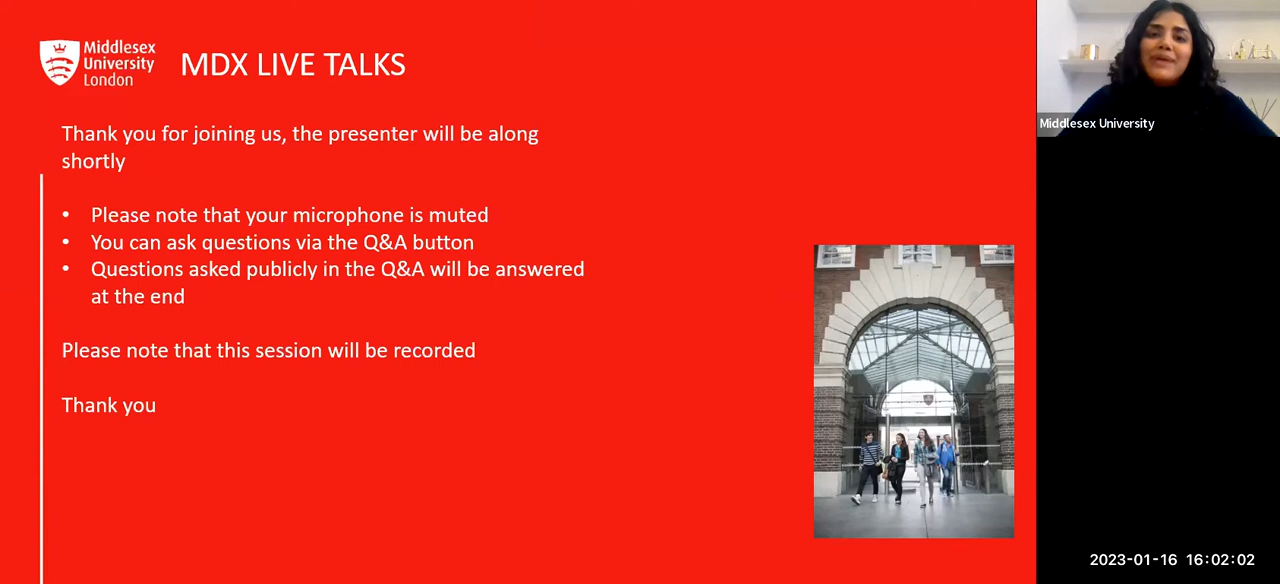 Middlesex
University
London
MDX LIVE TALKS
Thank you for joining us, the presenter will be along
shortly
• Please note that your microphone is muted
• You can ask questions via the Q&A button
• Questions asked publicly in the Q&A will be answered
at the end
Please note that this session will be recorded
Thank you
Middlesex University
2023-01-16 16:02:02